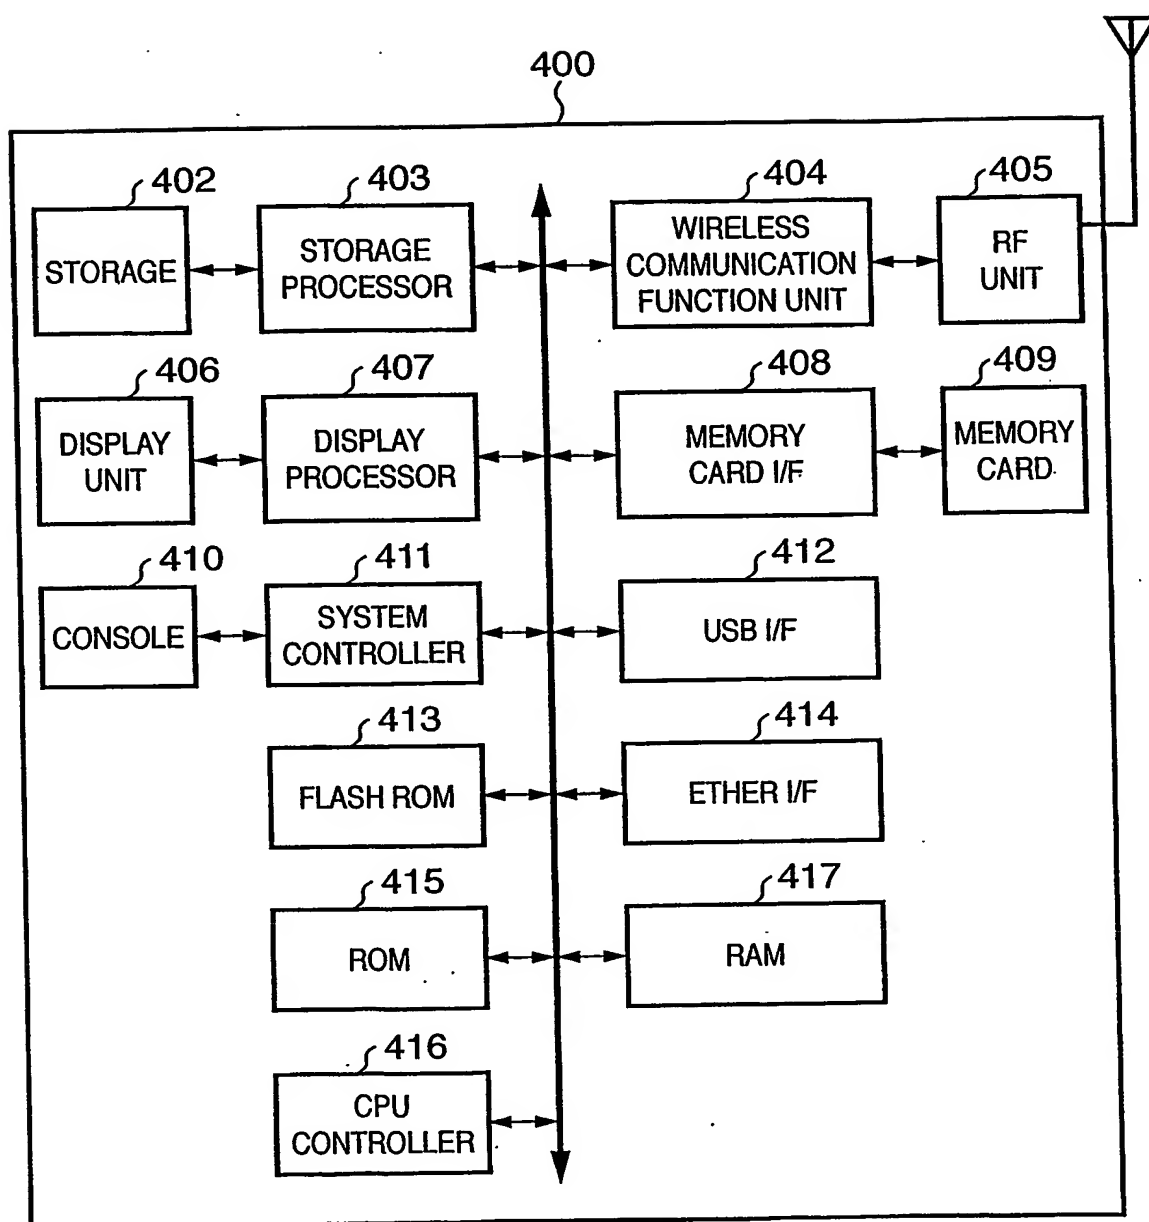 400
402
403
404
405
STORAGE
STORAGE
PROCESSOR
WIRELESS
COMMUNICATION
FUNCTION UNIT
RF
UNIT
406
407
408
409
DISPLAY
UNIT
DISPLAY
PROCESSOR
MEMORY
CARD I/F
MEMORY
CARD
410
411
412
CONSOLE
SYSTEM
CONTROLLER
USB I/F
413
414
FLASH ROM
ETHER I/F
415
417
ROM
RAM
416
CPU
CONTROLLER